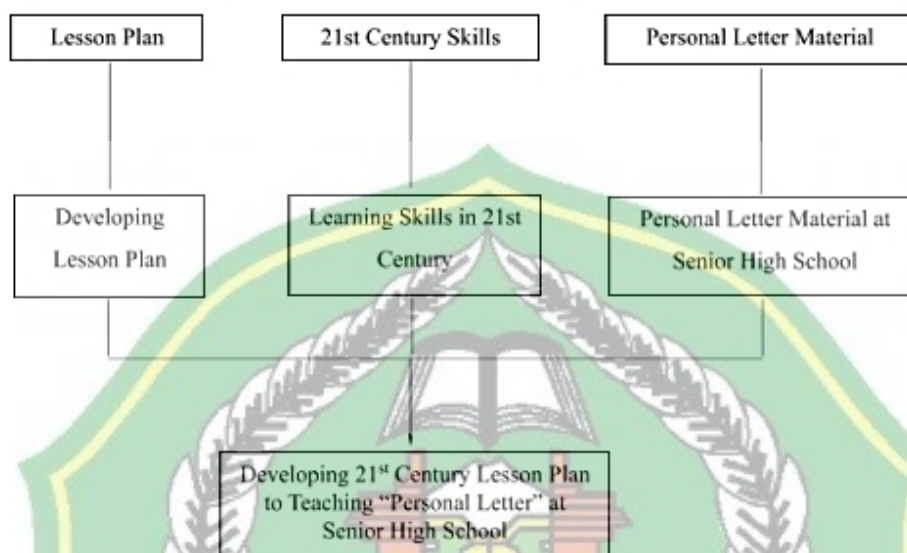 Lesson Plan
21st Century Skills
Personal Letter Material
Developing
Lesson Plan
Learning Skills in 21st
Century
Personal Letter Material at
Senior High School
Developing 21st Century Lesson Plan
to Teaching “Personal Letter” at
Senior High School